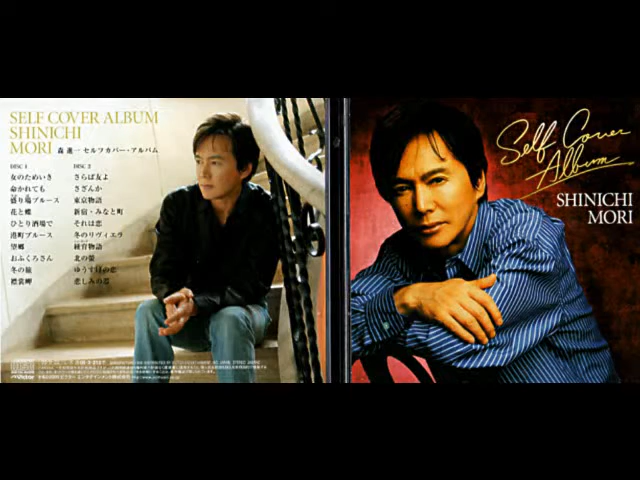 SELF COVER ALBUM
SHINICHI
MORI 森 進一 セルフカバー・アルバム
DISC 1
女のためいき
命かれても
盛り場ブルース
花と蝶
ひとり酒場で
港町ブルース
望郷
おふくろさん
冬の旅
襟裳岬
DISC 2
さらば友よ
さざんか
東京物語
新宿・みなと町
それは恋
冬のリヴィエラ
紐育物語
北の螢
ゆうすげの恋
悲しみの器
Self Cover
Album
SHINICHI
MORI